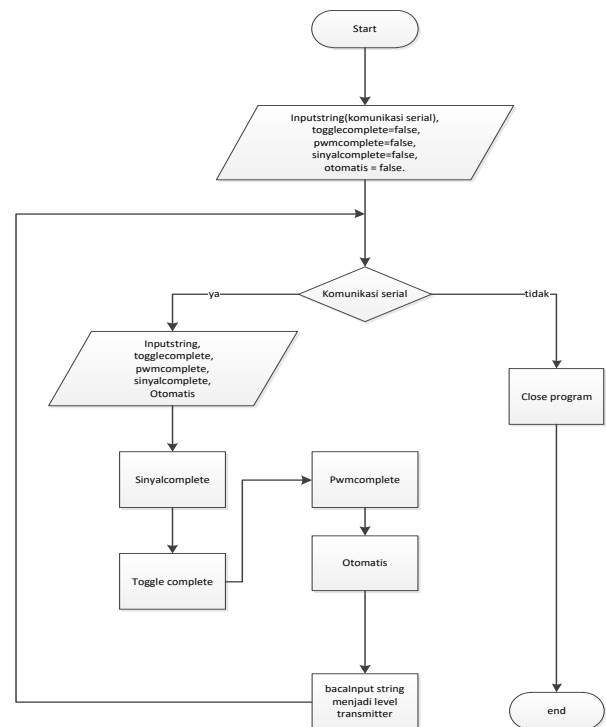 Start
Inputstring(komunikasi serial),
togglecomplete=false,
pwmcomplete=false,
sinyalcomplete=false,
otomatis = false.
Komunikasi serial
ya
tidak
Inputstring,
togglecomplete,
pwmcomplete,
sinyalcomplete,
Otomatis
Close program
Sinyalcomplete
Pwmcomplete
Toggle complete
Otomatis
bacaInput string
menjadi level
transmitter
end